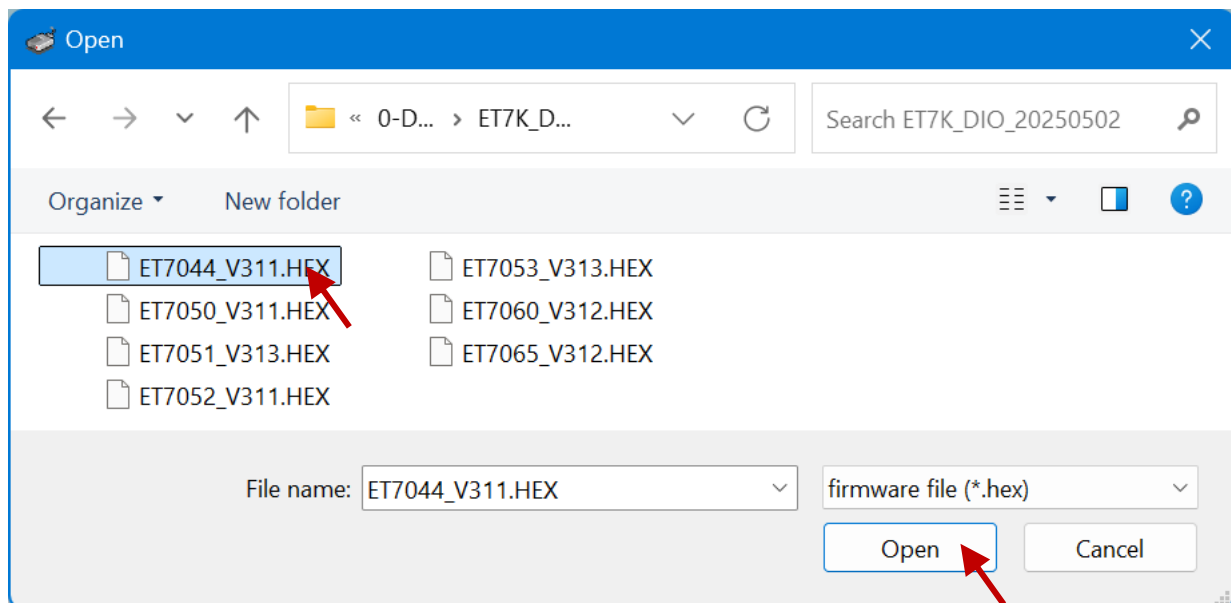 Open
« 0-D... > ET7K_D...
Search ET7K_DIO_20250502
Organize New folder
?
ET7044_V311.HEX ET7053_V313.HEX
ET7050_V311.HEX ET7060_V312.HEX
ET7051_V313.HEX ET7065_V312.HEX
ET7052_V311.HEX
File name: ET7044_V311.HEX firmware file (*.hex)
Open Cancel